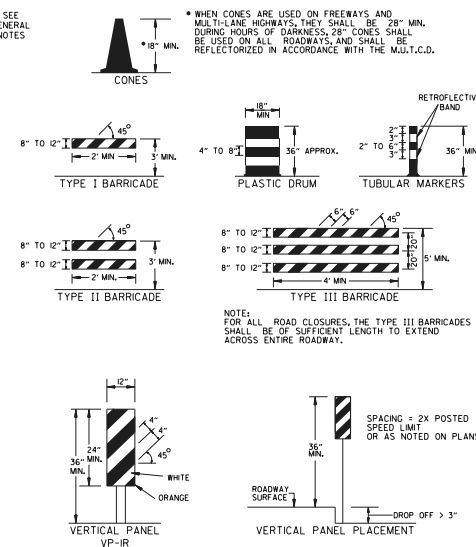 SEE
GENERAL
NOTES
* 18" MIN.
CONES
* WHEN CONES ARE USED ON FREEWAYS AND
MULTI-LANE HIGHWAYS, THEY SHALL BE 28" MIN.
DURING HOURS OF DARKNESS, 28" CONES SHALL
BE USED ON ALL ROADWAYS, AND SHALL BE
REFLECTORIZED IN ACCORDANCE WITH THE M.U.T.C.D.
45°
8" TO 12"
2' MIN
3' MIN.
TYPE I BARRICADE
18"
MIN
4" TO 8"
36" APPROX.
PLASTIC DRUM
RETROFLECTIV
BAND
2"
3"
2" TO 6"
3"
36" MIN
TUBULAR MARKERS
45°
8" TO 12"
8" TO 12"
2' MIN.
3' MIN.
TYPE II BARRICADE
6" 6"
45°
8" TO 12"
8" TO 12"
8" TO 12"
20"
20"
5' MIN.
4' MIN
TYPE III BARRICADE
NOTE:
FOR ALL ROAD CLOSURES, THE TYPE III BARRICADES
SHALL BE OF SUFFICIENT LENGTH TO EXTEND
ACROSS ENTIRE ROADWAY.
12"
4"
4"
45°
24"
MIN.
36"
MIN.
WHITE
ORANGE
VERTICAL PANEL
VP-IR
36"
MIN.
SPACING = 2X POSTED
SPEED LIMIT
OR AS NOTED ON PLANS
ROADWAY
SURFACE
DROP OFF > 3"
VERTICAL PANEL PLACEMENT